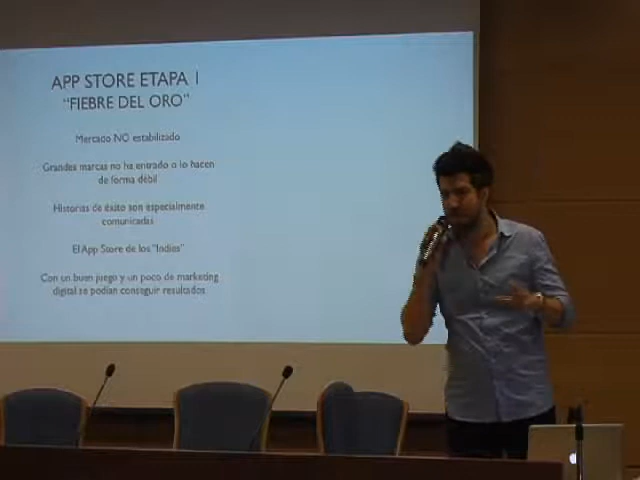 APP STORE ETAPA I
"FIEBRE DEL ORO"
Mercado NO estabilizado
Grandes marcas no ha entrado o lo hacen
de forma débil
Historias de éxito son especialmente
comunicadas
El App Store de los "Indies"
Con un buen juego y un poco de marketing
digital se podían conseguir resultados